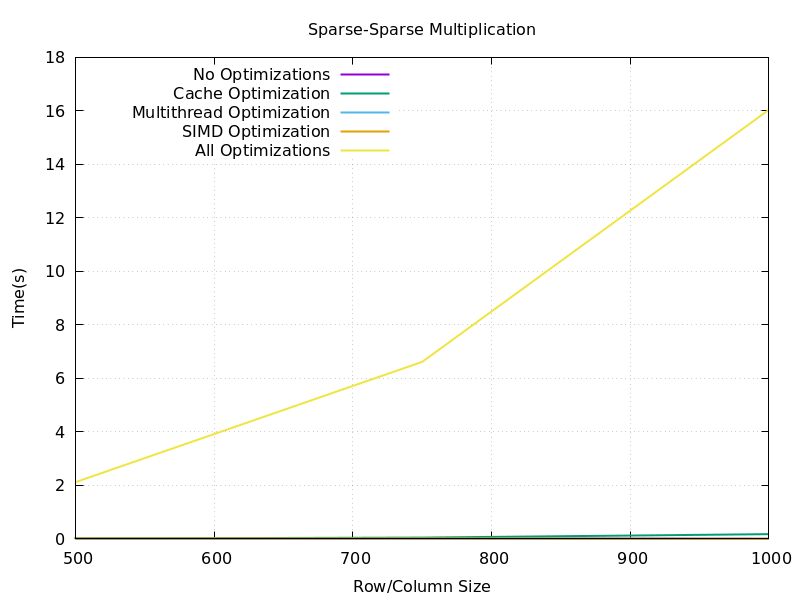 Sparse-Sparse Multiplication
18
16
14
12
10
8
6
4
2
0
500 600 700 800 900 1000
Time(s)
Row/Column Size
No Optimizations
Cache Optimization
Multithread Optimization
SIMD Optimization
All Optimizations